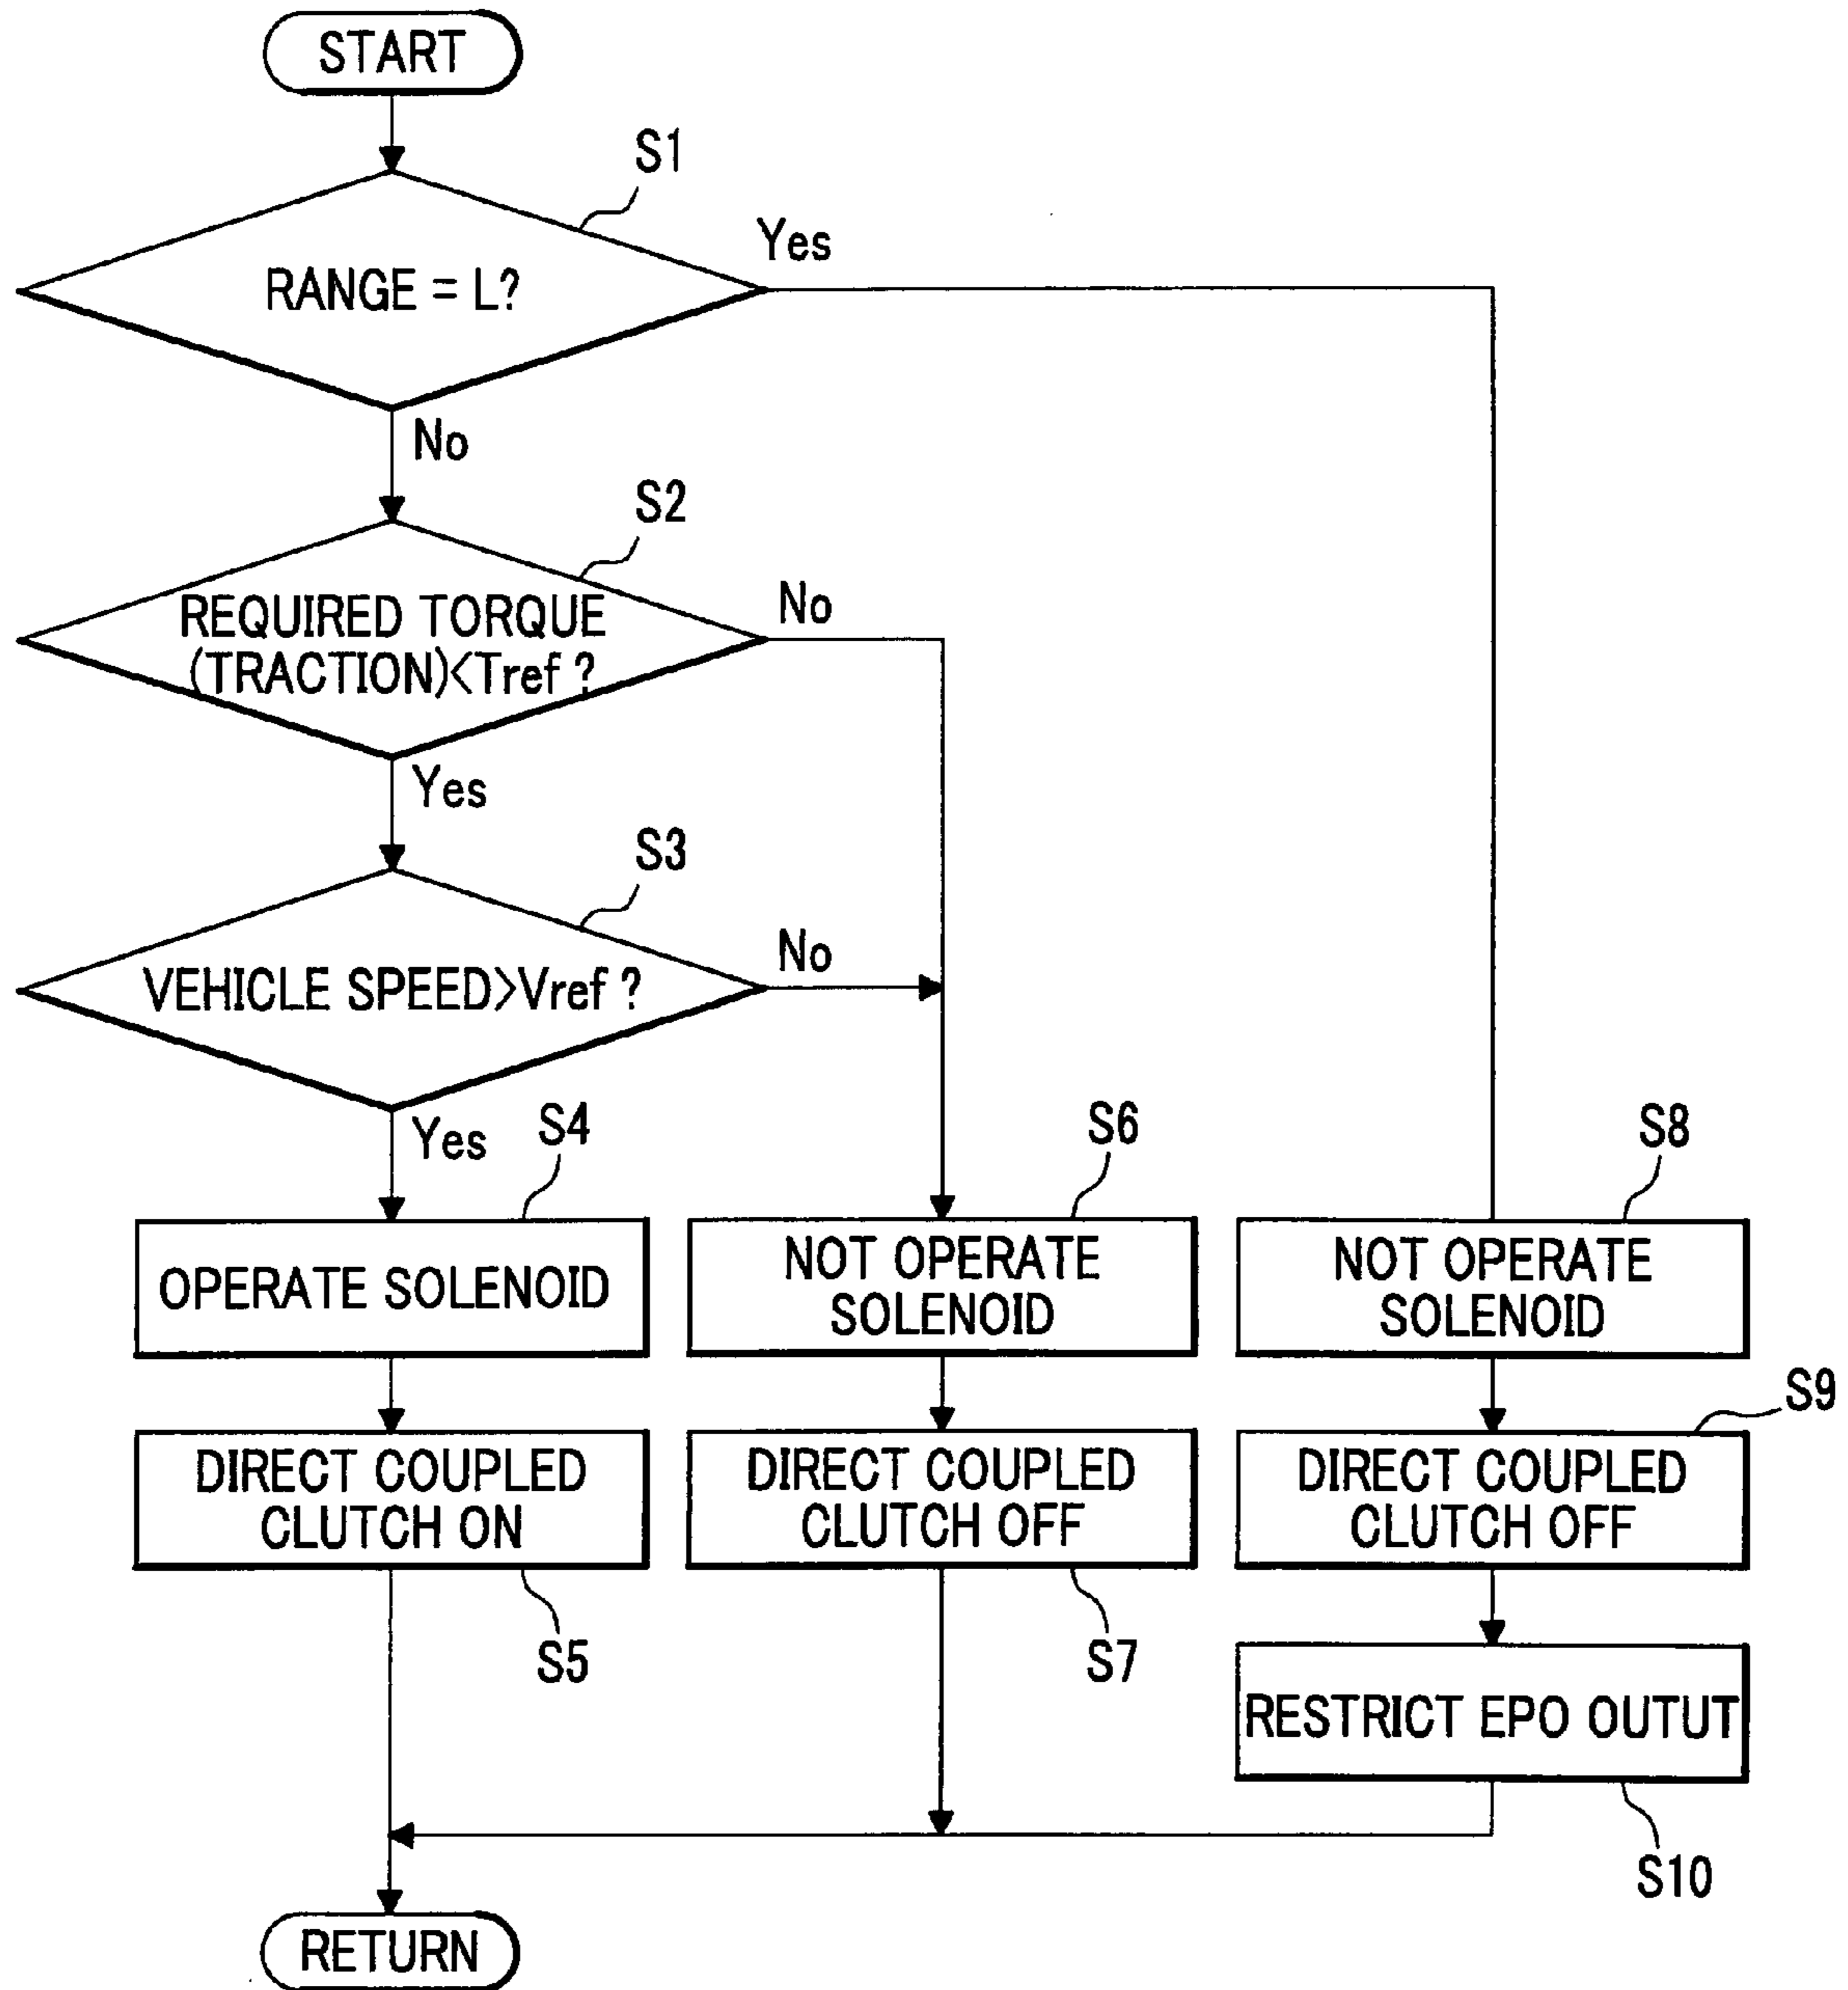 START
S1
RANGE = L?
Yes
No
S2
REQUIRED TORQUE
(TRACTION)<Tref ?
No
Yes
S3
VEHICLE SPEED>Vref ?
No
Yes
S4
OPERATE SOLENOID
S6
NOT OPERATE
SOLENOID
S8
NOT OPERATE
SOLENOID
DIRECT COUPLED
CLUTCH ON
S5
DIRECT COUPLED
CLUTCH OFF
S7
S9
DIRECT COUPLED
CLUTCH OFF
RESTRICT EPO OUTUT
S10
RETURN